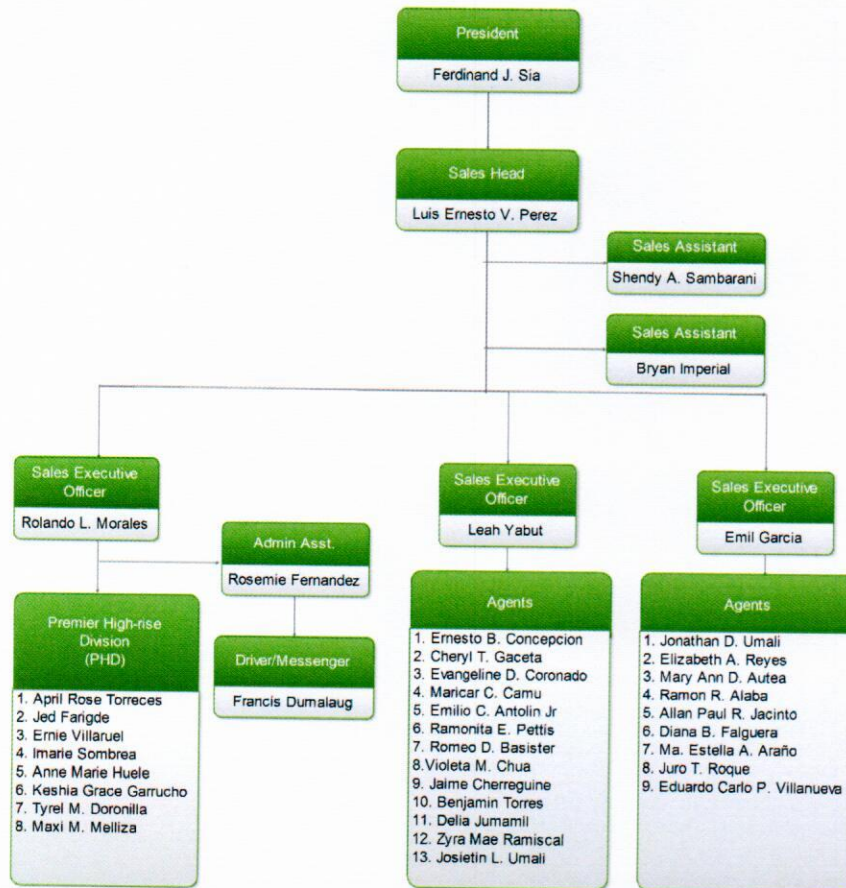 President
Ferdinand J. Sia
Sales Head
Luis Ernesto V. Perez
Sales Assistant
Shendy A. Sambarani
Sales Assistant
Bryan Imperial
Sales Executive
Officer
Rolando L. Morales
Admin Asst.
Rosemie Fernandez
Driver/Messenger
Francis Dumalaug
Premier High-rise
Division
(PHD)
1. April Rose Torreces
2. Jed Farigde
3. Ernie Villaruel
4. Imarie Sombrea
5. Anne Marie Huele
6. Keshia Grace Garrucho
7. Tyrel M. Doronilla
8. Maxi M. Melliza
Sales Executive
Officer
Leah Yabut
Agents
1. Ernesto B. Concepcion
2. Cheryl T. Gaceta
3. Evangeline D. Coronado
4. Maricar C. Camu
5. Emilio C. Antolin Jr
6. Ramonita E. Pettis
7. Romeo D. Basister
8.Violeta M. Chua
9. Jaime Cherreguine
10. Benjamin Torres
11. Delia Jumamil
12. Zyra Mae Ramiscal
13. Josietin L. Umali
Sales Executive
Officer
Emil Garcia
Agents
1. Jonathan D. Umali
2. Elizabeth A. Reyes
3. Mary Ann D. Autea
4. Ramon R. Alaba
5. Allan Paul R. Jacinto
6. Diana B. Falguera
7. Ma. Estella A. Araño
8. Juro T. Roque
9. Eduardo Carlo P. Villanueva